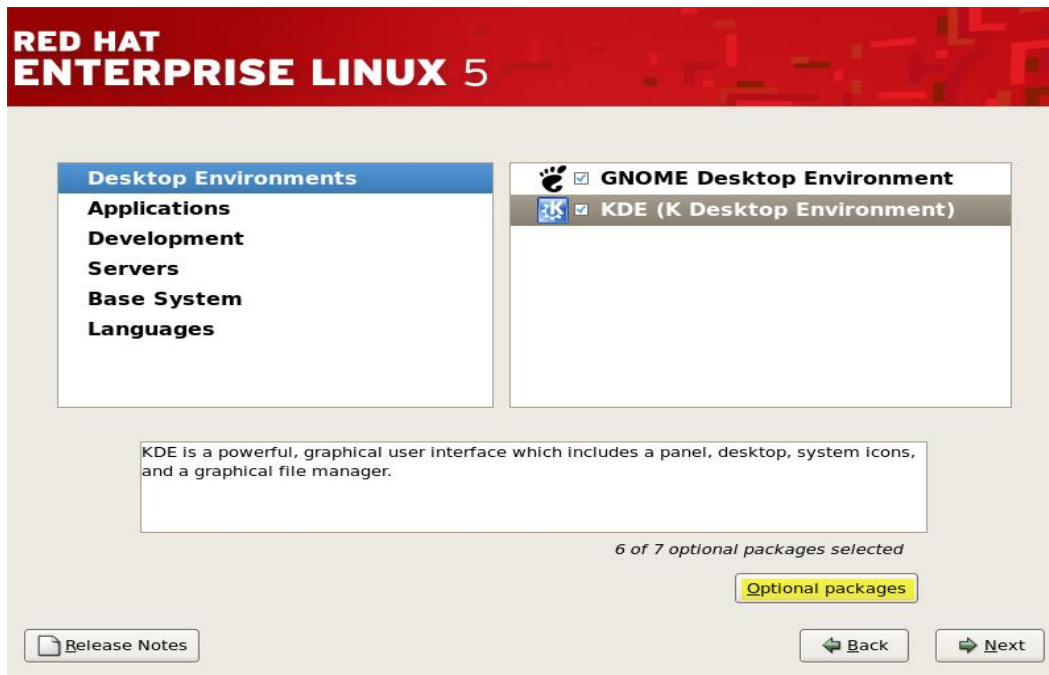 RED HAT
ENTERPRISE LINUX 5
Desktop Environments
Applications
Development
Servers
Base System
Languages
GNOME Desktop Environment
KDE (K Desktop Environment)
KDE is a powerful, graphical user interface which includes a panel, desktop, system icons,
and a graphical file manager.
6 of 7 optional packages selected
Optional packages
Release Notes
Back
Next